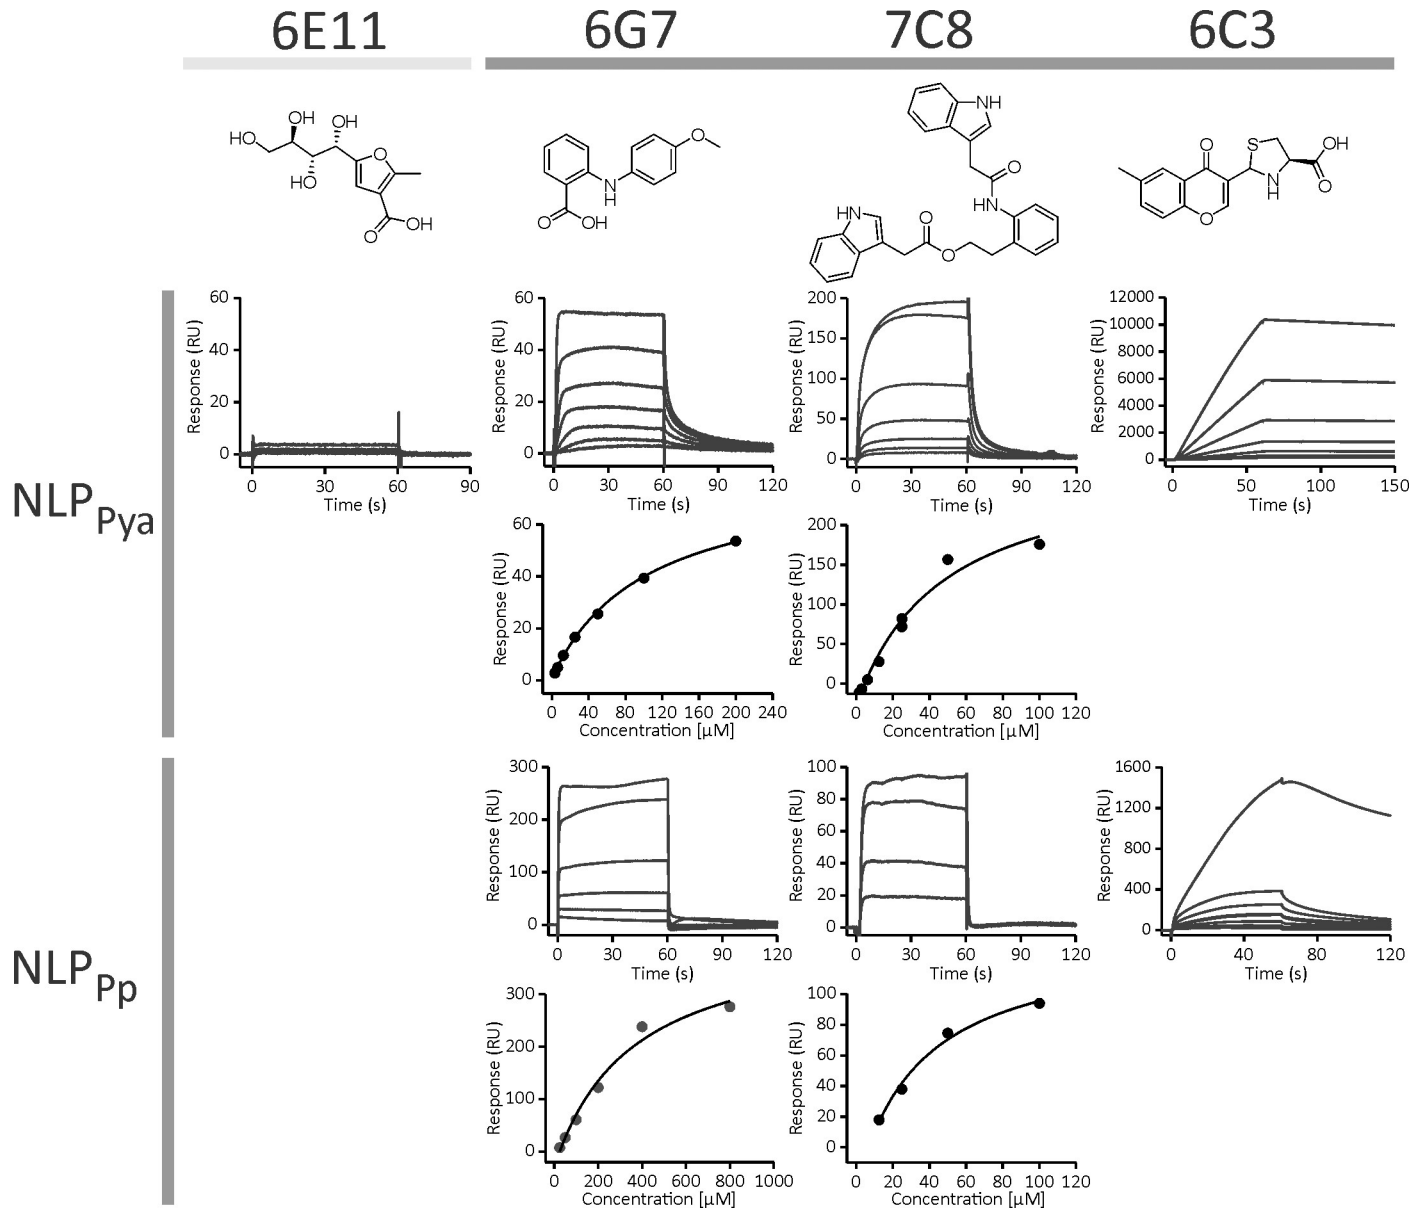 6E11 6G7 7C8 6C3
HO OH OH OH O O OH
O N H O OH
NH O HN HN O O
O S OH N H O O
NLP Pya
60 40 20 0 Response (RU) 0 30 60 90 Time (s)
60 40 20 0 Response (RU) 0 30 60 90 120 Time (s)
200 150 100 50 0 Response (RU) 0 30 60 90 120 Time (s)
12000 10000 8000 6000 4000 2000 0 Response (RU) 0 50 100 150 Time (s)
60 40 20 0 Response (RU) 0 40 80 120 160 200 240 Concentration [µM]
200 150 100 50 0 Response (RU) 0 20 40 60 80 100 120 Concentration [µM]
NLP Pp
300 200 100 0 Response (RU) 0 30 60 90 120 Time (s)
100 80 60 40 20 0 Response (RU) 0 30 60 90 120 Time (s)
1600 1200 800 400 0 Response (RU) 0 40 80 120 Time (s)
300 200 100 0 Response (RU) 0 200 400 600 800 1000 Concentration [µM]
100 80 60 40 20 0 Response (RU) 0 20 40 60 80 100 120 Concentration [µM]